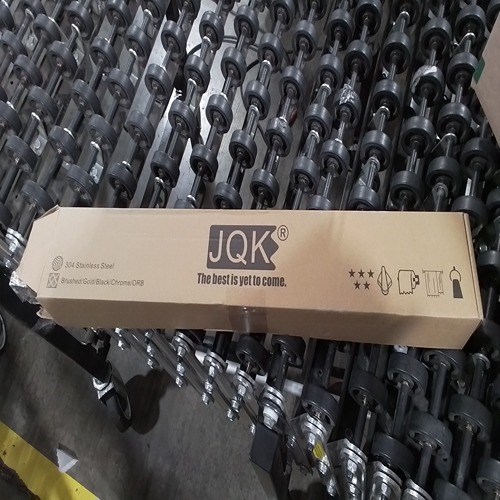 JQK®
The best is yet to come.
304 Stainless Steel
Brushed/Gold/Black/Chrome/ORB